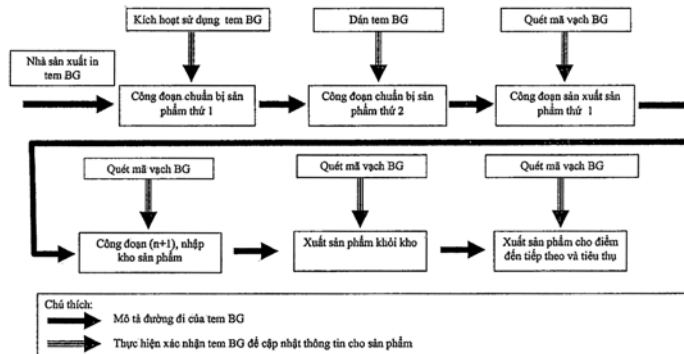 Kích hoạt sử dụng tem BG
Dán tem BG
Quét mã vạch BG
Nhà sản xuất in
tem BG
Công đoạn chuẩn bị sản
phẩm thứ 1
Công đoạn chuẩn bị sản
phẩm thứ 2
Công đoạn sản xuất sản
phẩm thứ 1
Quét mã vạch BG
Quét mã vạch BG
Quét mã vạch BG
Công đoạn (n+1), nhập
kho sản phẩm
Xuất sản phẩm khỏi kho
Xuất sản phẩm cho điểm
đến tiếp theo và tiêu thụ
Chú thích:
Mô tả đường đi của tem BG
Thực hiện xác nhận tem BG để cập nhật thông tin cho sản phẩm